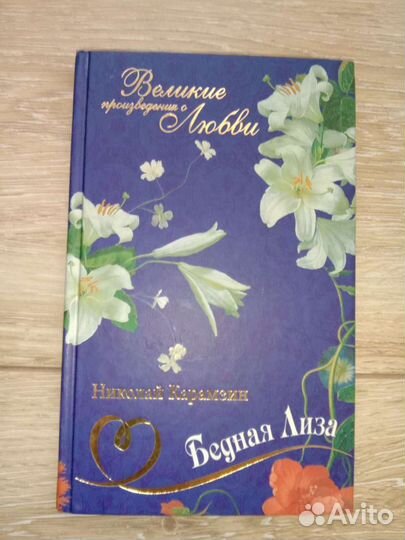 Великие
произведения о
Любви
Николай Карамзин
Бедная Лиза
Avito